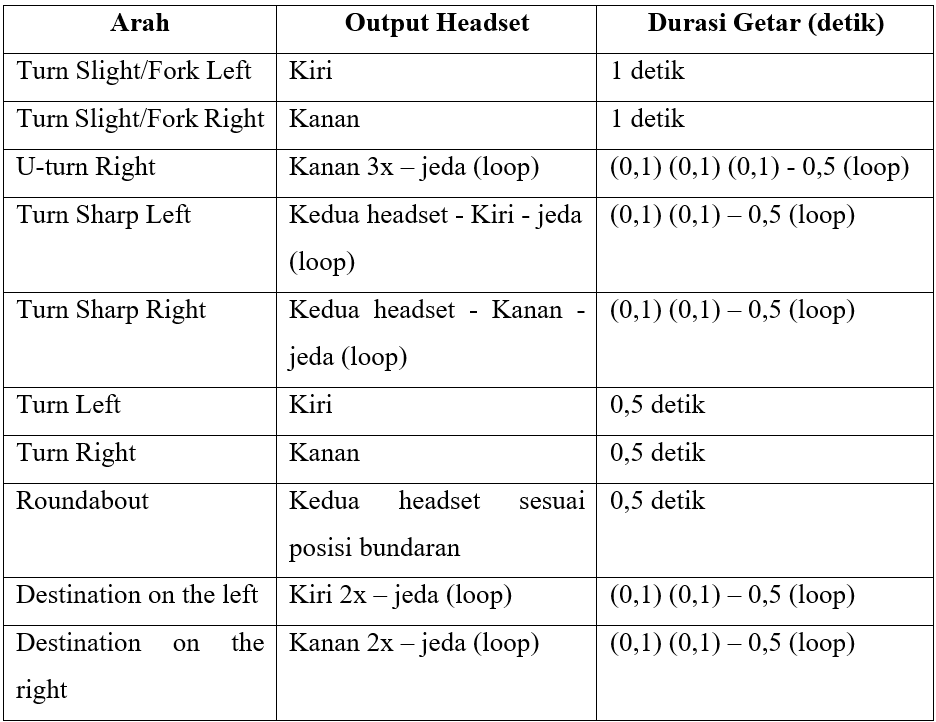 Arah Output Headset Durasi Getar (detik)
Turn Slight/Fork Left Kiri 1 detik
Turn Slight/Fork Right Kanan 1 detik
U-turn Right Kanan 3x – jeda (loop) (0,1) (0,1) (0,1) - 0,5 (loop)
Turn Sharp Left Kedua headset - Kiri - jeda (0,1) (0,1) – 0,5 (loop)
(loop)
Turn Sharp Right Kedua headset - Kanan - (0,1) (0,1) – 0,5 (loop)
jeda (loop)
Turn Left Kiri 0,5 detik
Turn Right Kanan 0,5 detik
Roundabout Kedua headset sesuai 0,5 detik
posisi bundaran
Destination on the left Kiri 2x – jeda (loop) (0,1) (0,1) – 0,5 (loop)
Destination on the Kanan 2x – jeda (loop) (0,1) (0,1) – 0,5 (loop)
right